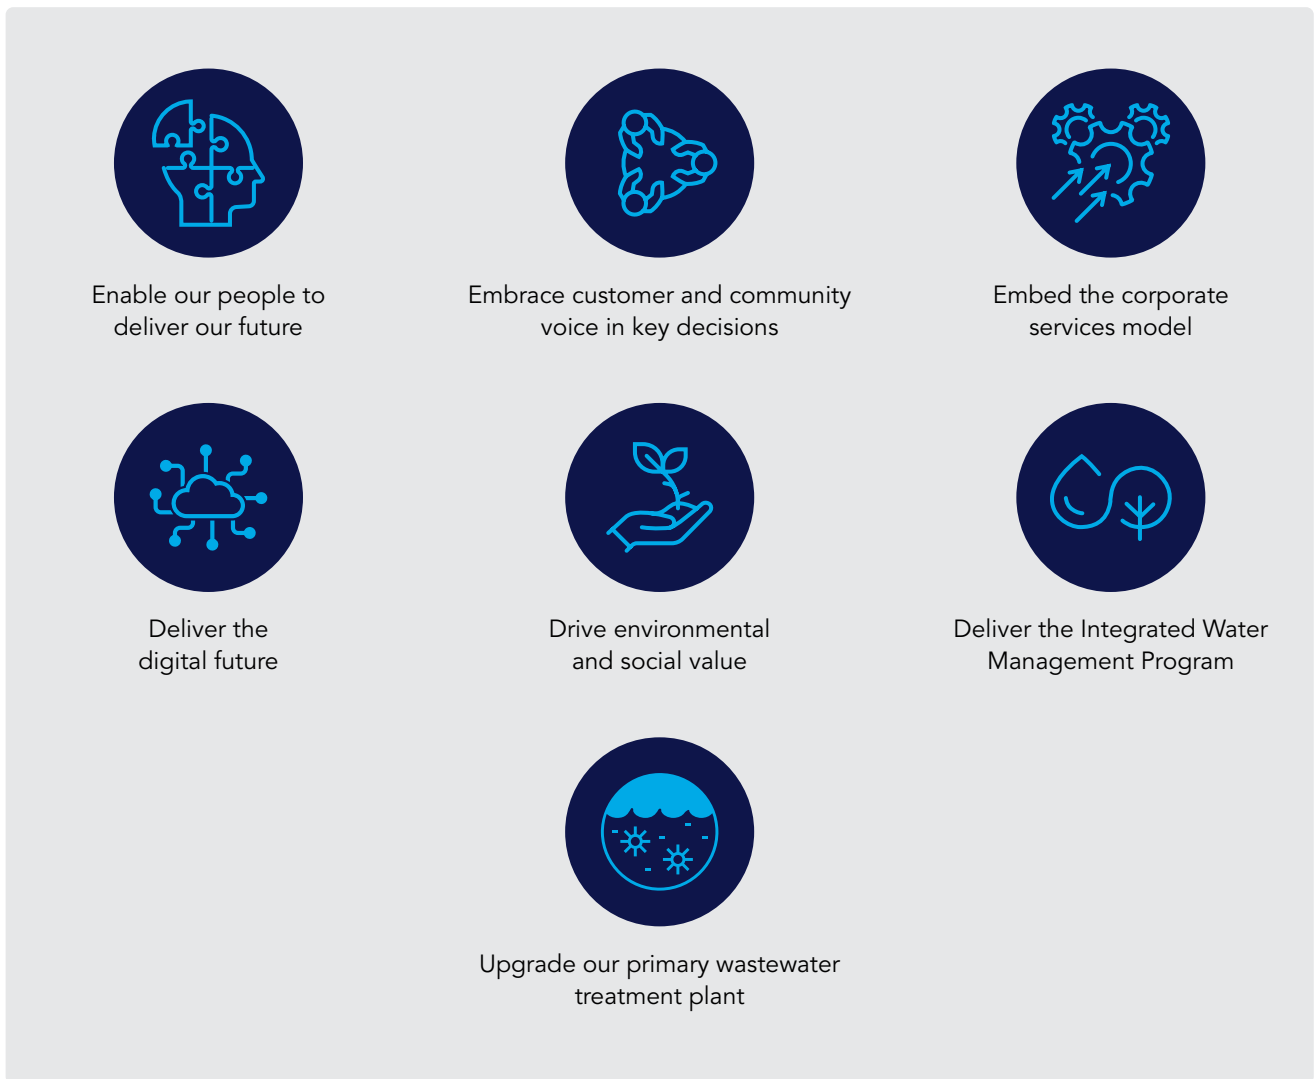 Enable our people to
deliver our future
Embrace customer and community
voice in key decisions
Embed the corporate
services model
Deliver the
digital future
Drive environmental
and social value
Deliver the Integrated Water
Management Program
Upgrade our primary wastewater
treatment plant